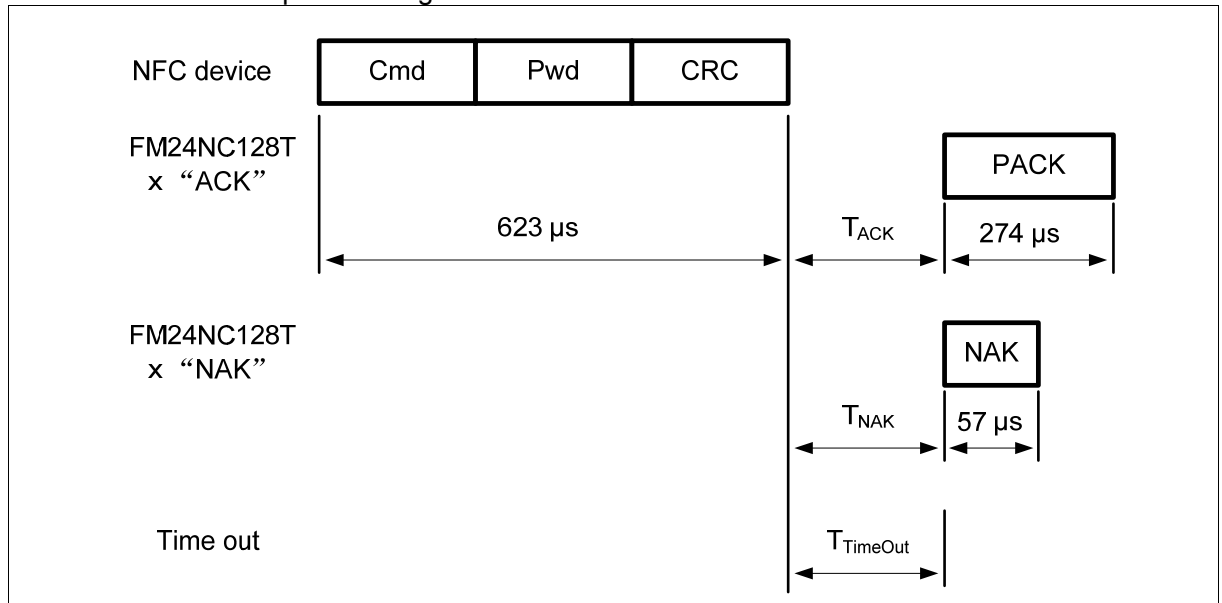 NFC device Cmd Pwd CRC
FM24NC128T
x “ACK”
PACK
623 μs
TACK
274 μs
FM24NC128T
x “NAK”
NAK
TNAK
57 μs
Time out
TTimeOut